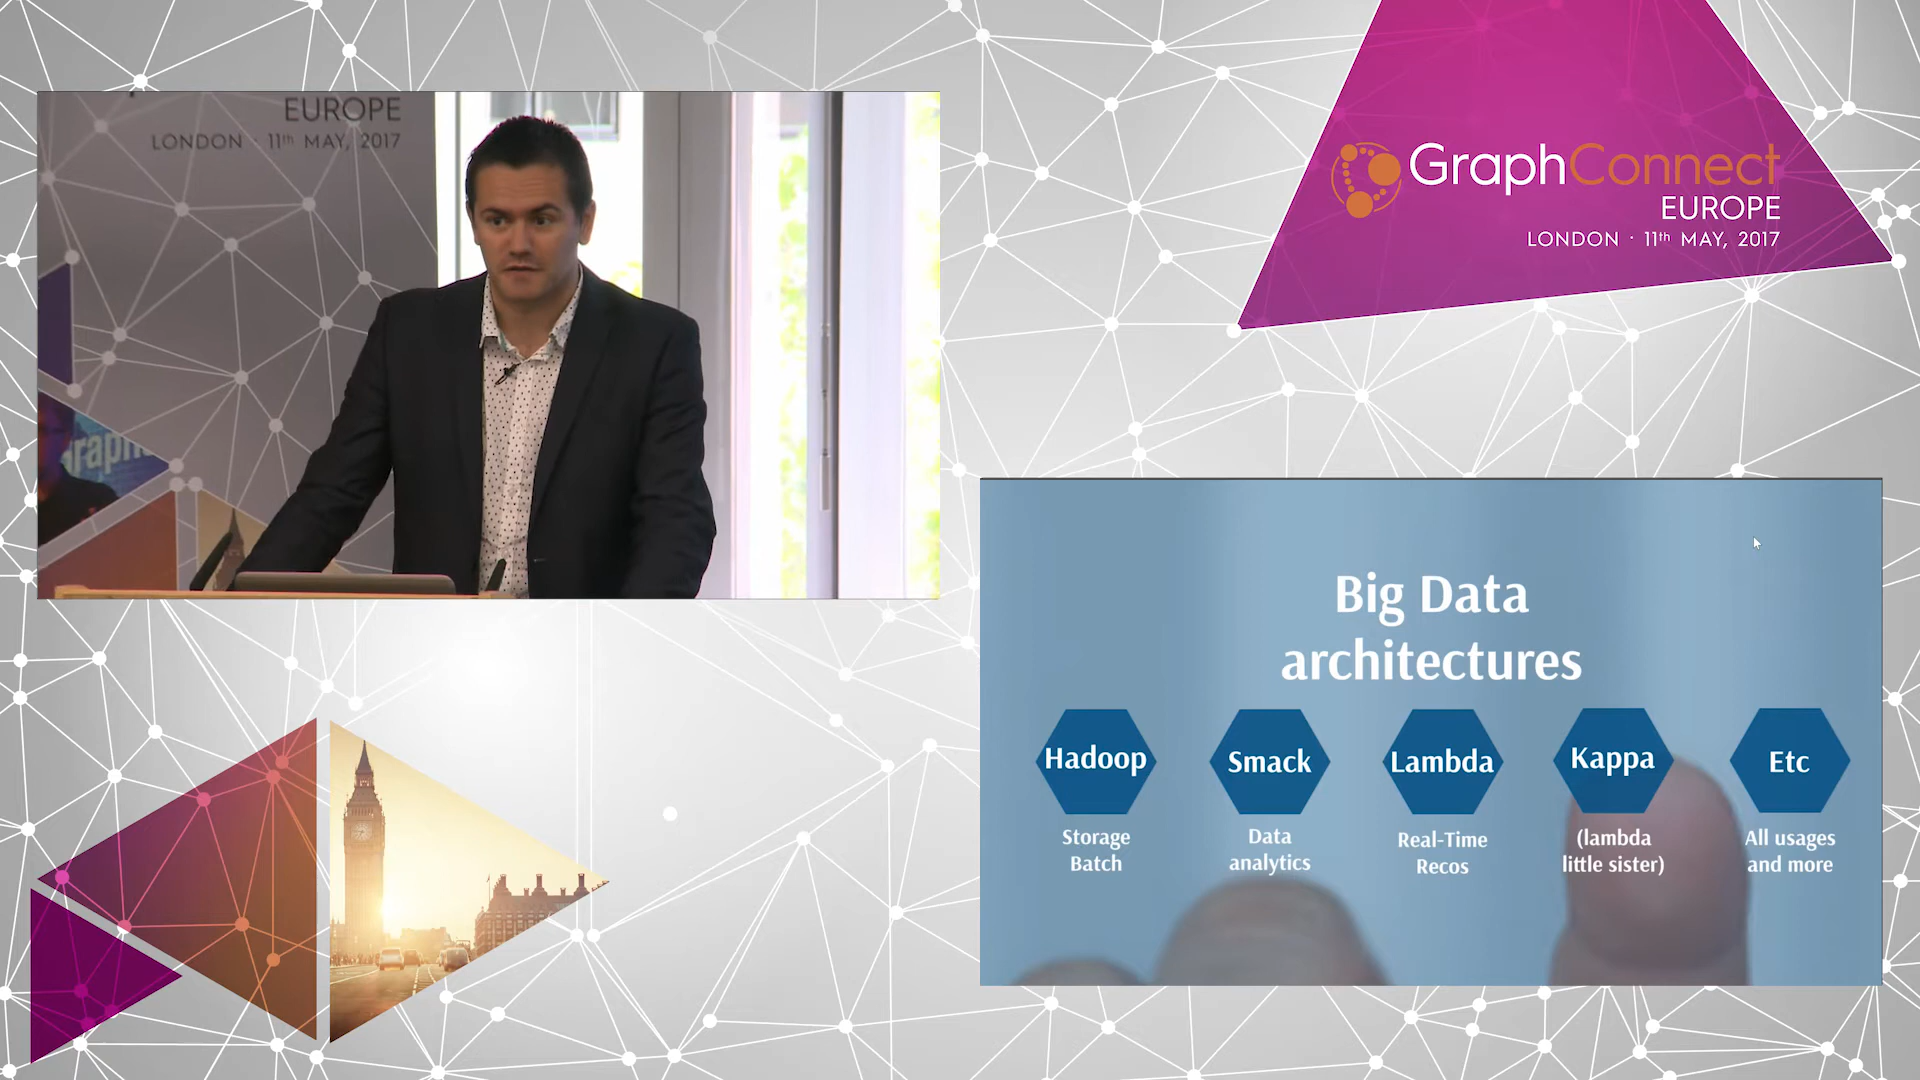 EUROPE
LONDON · 11th MAY, 2017
GraphConnect
EUROPE
LONDON · 11th MAY, 2017
Big Data
architectures
Hadoop
Smack
Lambda
Kappa
Etc
Storage
Batch
Data
analytics
Real-Time
Recos
(lambda
little sister)
All usages
and more